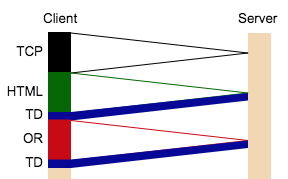 Client Server
TCP
HTML
TD
OR
TD